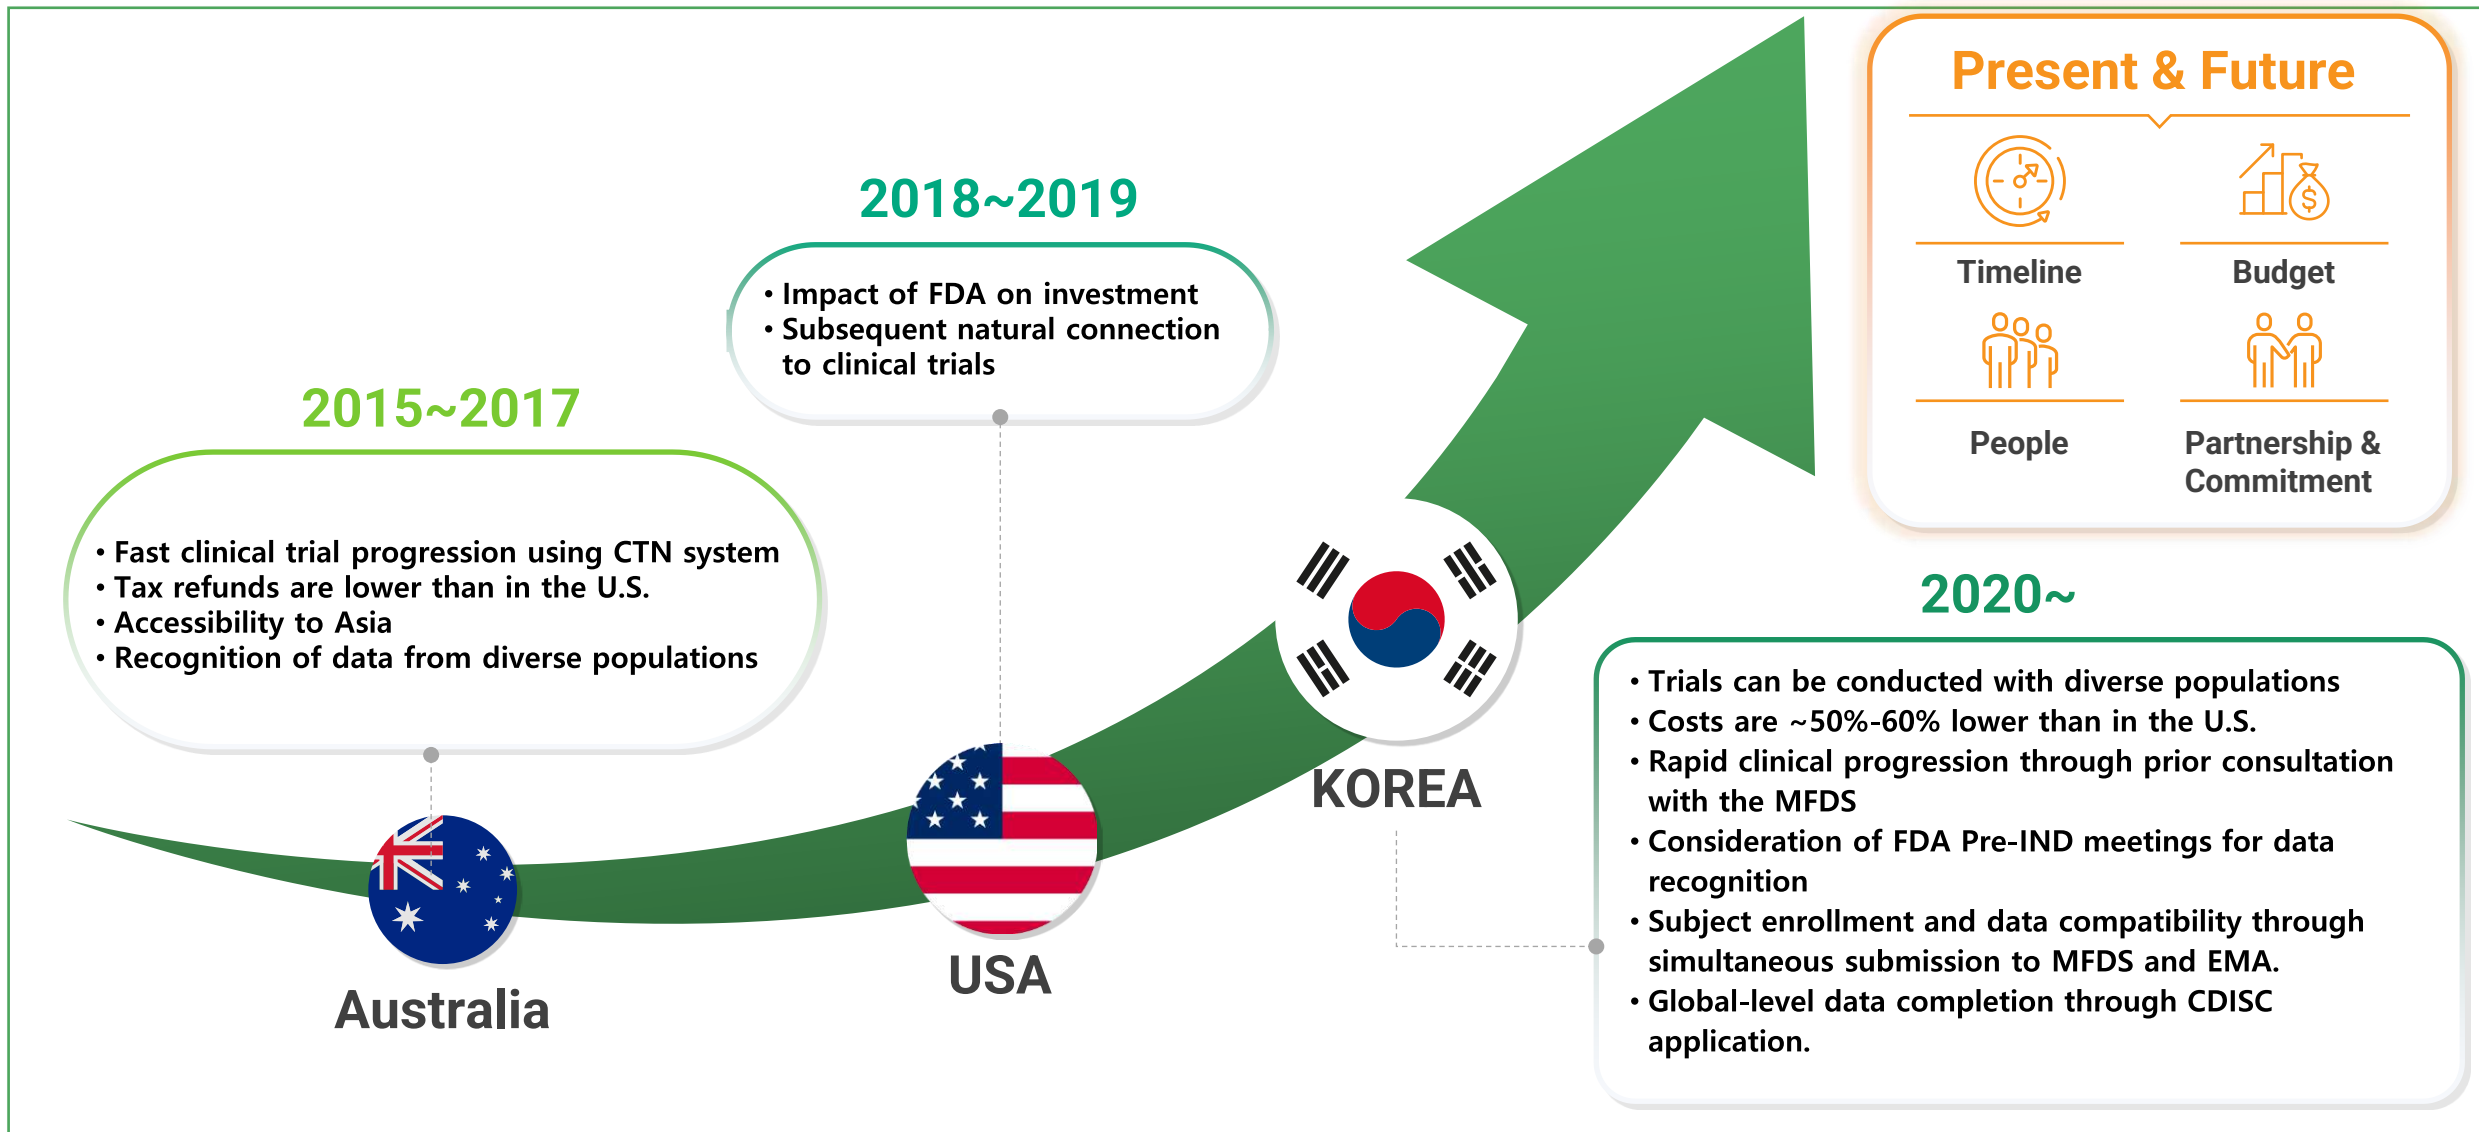 Present & Future
Timeline
Budget
People
Partnership &
Commitment
2018~2019
• Impact of FDA on investment
• Subsequent natural connection
to clinical trials
2015~2017
• Fast clinical trial progression using CTN system
• Tax refunds are lower than in the U.S.
• Accessibility to Asia
• Recognition of data from diverse populations
2020~
• Trials can be conducted with diverse populations
• Costs are ~50%-60% lower than in the U.S.
• Rapid clinical progression through prior consultation
with the MFDS
• Consideration of FDA Pre-IND meetings for data
recognition
• Subject enrollment and data compatibility through
simultaneous submission to MFDS and EMA.
• Global-level data completion through CDISC
application.
KOREA
USA
Australia
$